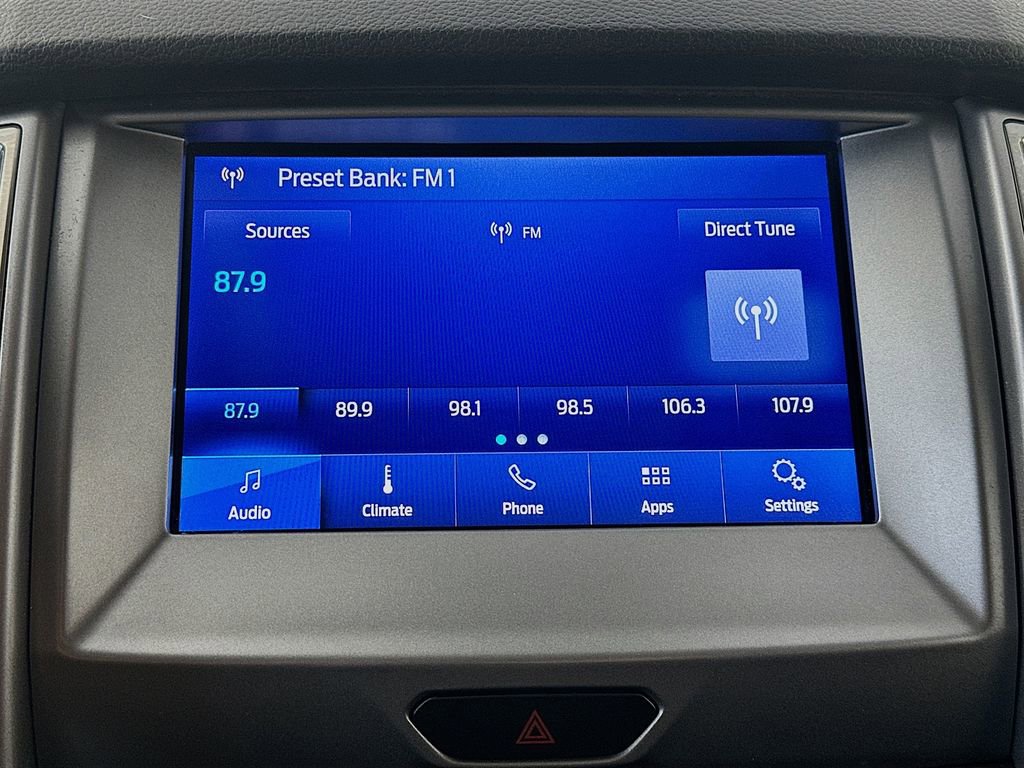 Preset Bank: FM 1
Sources
FM
Direct Tune
87.9
87.9 89.9 98.1 98.5 106.3 107.9
Audio Climate Phone Apps Settings